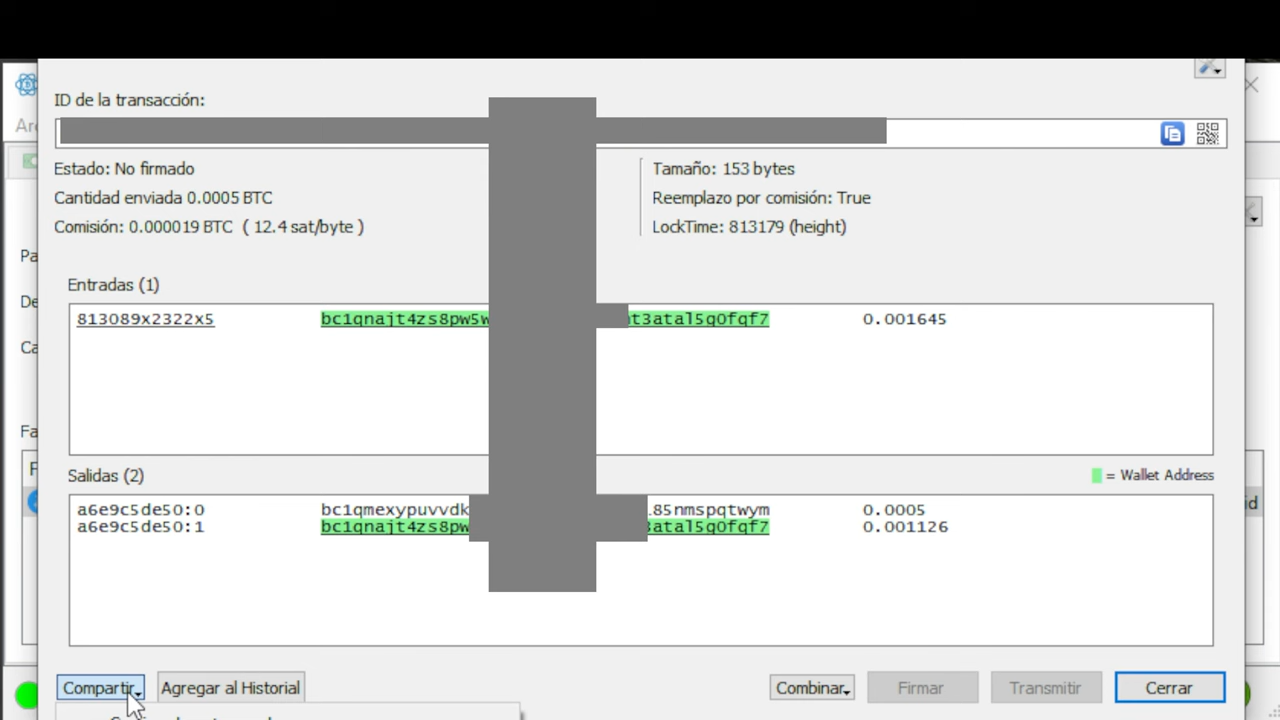 ID de la transacción:
Estado: No firmado
Cantidad enviada 0.0005 BTC
Comisión: 0.000019 BTC ( 12.4 sat/byte )
Tamaño: 153 bytes
Reemplazo por comisión: True
LockTime: 813179 (height)
Entradas (1)
813089x2322x5 bc1qnajt4zs8pw5w t3atal5q0fqf7 0.001645
Salidas (2)
= Wallet Address
a6e9c5de50:0 bc1qmexypuvvdk 85nmspqtwym 0.0005
a6e9c5de50:1 bc1qnajt4zs8pw 3atal5q0fqf7 0.001126
Compartir
Agregar al Historial
Combinar
Firmar
Transmitir
Cerrar